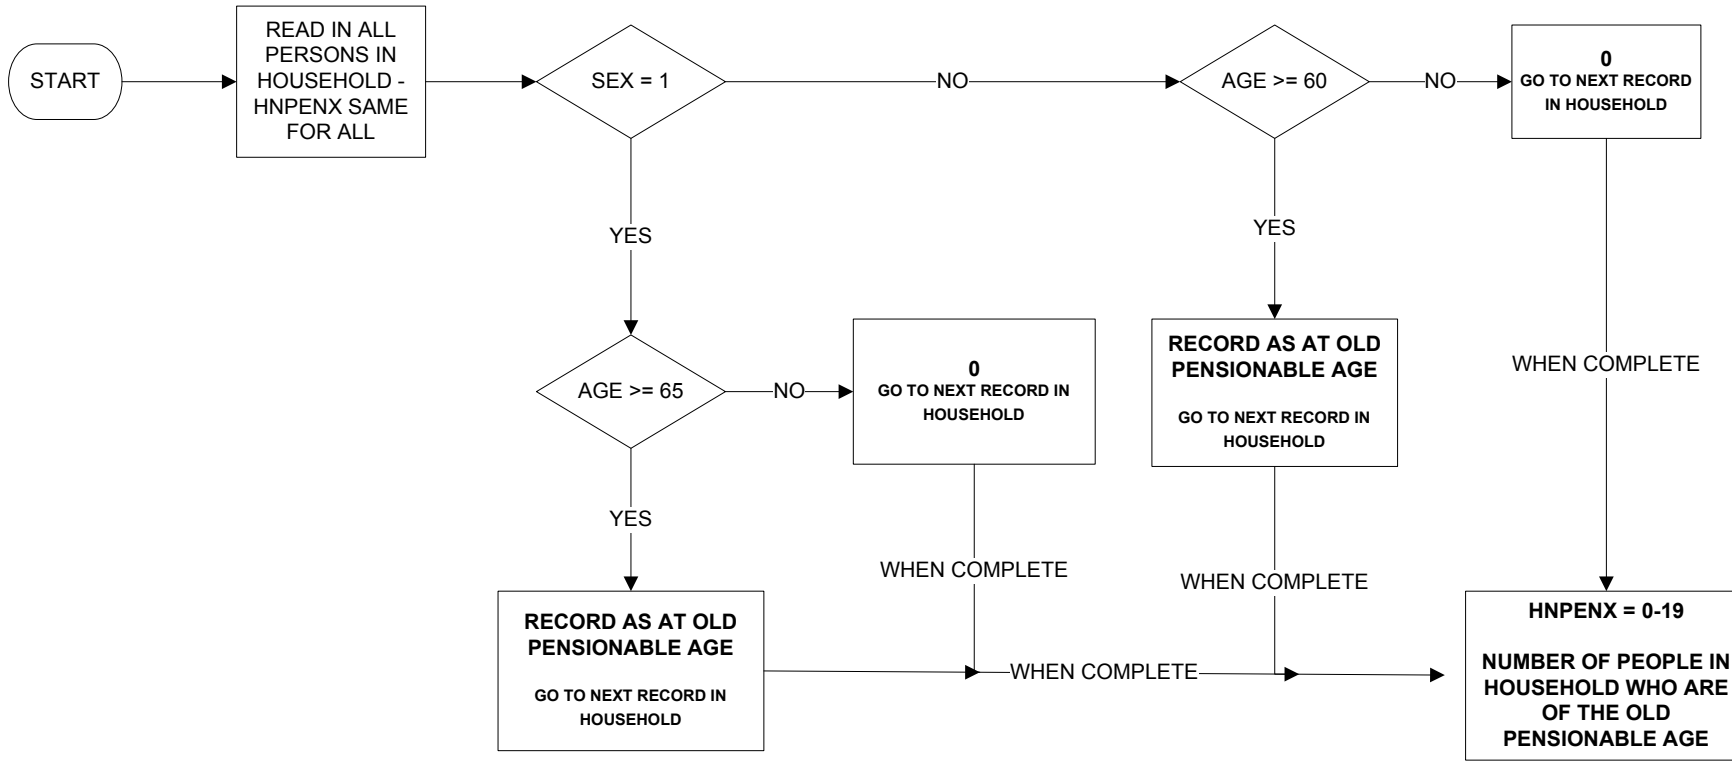 START
READ IN ALL
PERSONS IN
HOUSEHOLD -
HNPENX SAME
FOR ALL
SEX = 1
NO
AGE >= 60
NO
0
GO TO NEXT RECORD
IN HOUSEHOLD
YES
YES
AGE >= 65
NO
0
GO TO NEXT RECORD IN
HOUSEHOLD
RECORD AS AT OLD
PENSIONABLE AGE
GO TO NEXT RECORD IN
HOUSEHOLD
WHEN COMPLETE
YES
WHEN COMPLETE
WHEN COMPLETE
RECORD AS AT OLD
PENSIONABLE AGE
GO TO NEXT RECORD IN
HOUSEHOLD
WHEN COMPLETE
HNPENX = 0-19
NUMBER OF PEOPLE IN
HOUSEHOLD WHO ARE
OF THE OLD
PENSIONABLE AGE